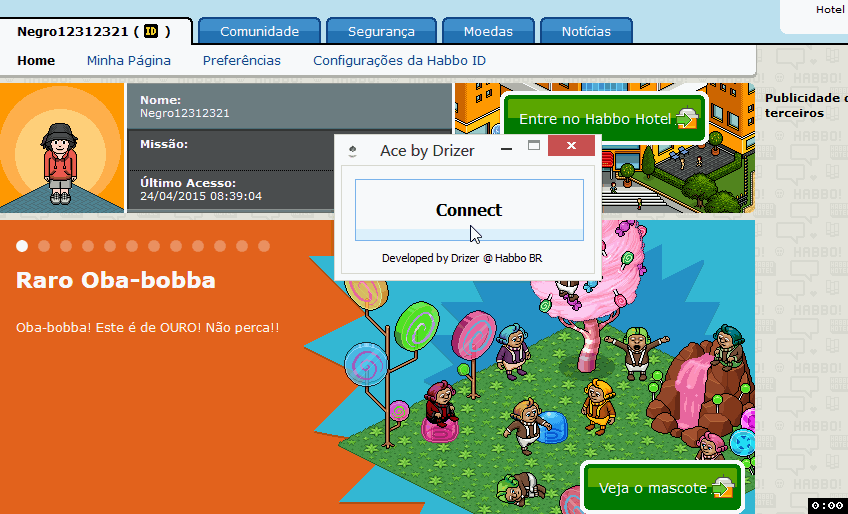 Hotel
Negro12312321 ( ID )
Comunidade
Segurança
Moedas
Notícias
Home
Minha Página
Preferências
Configurações da Habbo ID
Nome:
Negro12312321
Missão:
Último Acesso:
24/04/2015 08:39:04
Entre no Habbo Hotel
Publicidade
terceiros
Ace by Drizer
Connect
Developed by Drizer @ Habbo BR
Raro Oba-bobba
Oba-bobba! Este é de OURO! Não perca!!
Veja o mascote
0:00